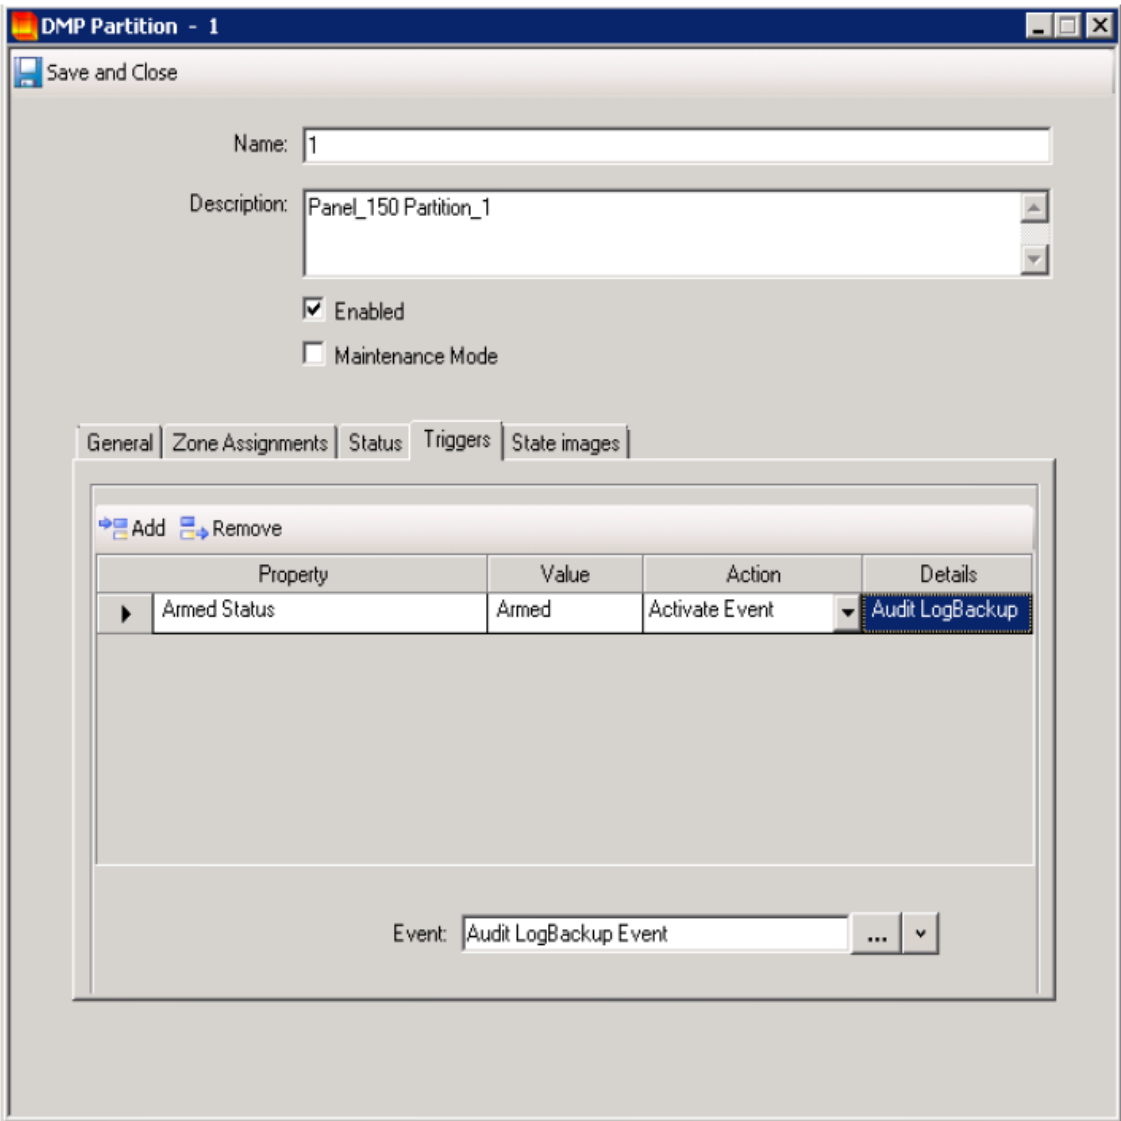 DMP Partition - 1
Save and Close
Name: 1
Description: Panel_150 Partition_1
Enabled
Maintenance Mode
General Zone Assignments Status Triggers State images
Add Remove
Property Value Action Details
Armed Status Armed Activate Event Audit LogBackup
Event: Audit LogBackup Event ...